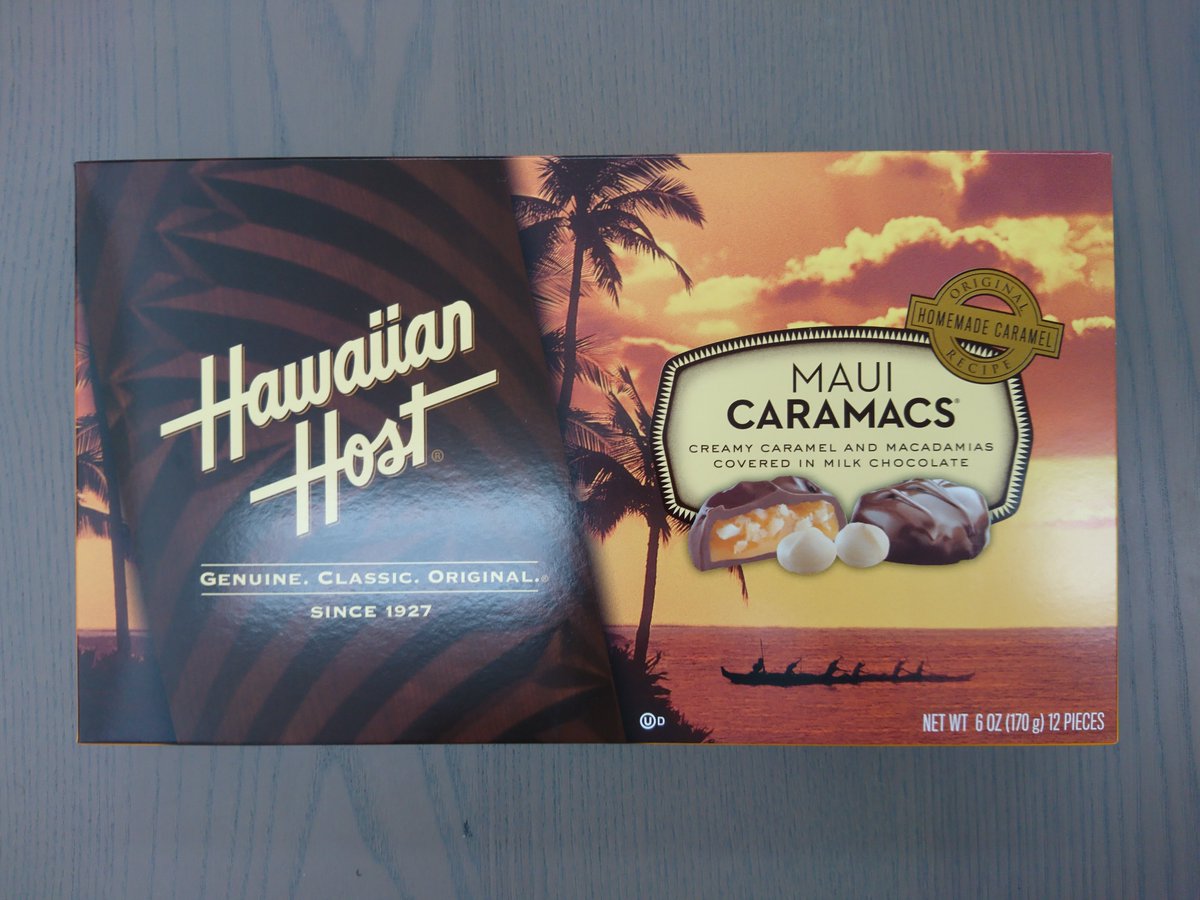 Hawaiian
Host®
GENUINE. CLASSIC. ORIGINAL.®
SINCE 1927
ORIGINAL
HOMEMADE CARAMEL
RECIPE
MAUI
CARAMACS®
CREAMY CARAMEL AND MACADAMIAS
COVERED IN MILK CHOCOLATE
U D
NET WT 6 OZ (170 g) 12 PIECES